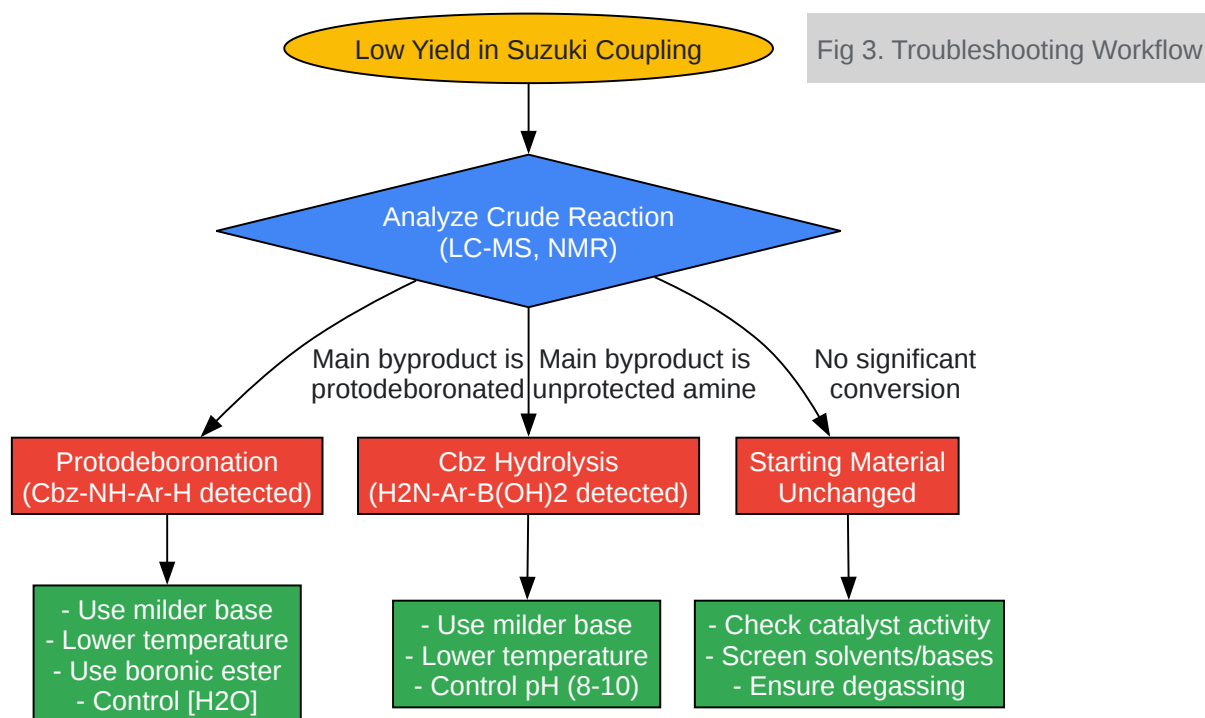 Low Yield in Suzuki Coupling
Fig 3. Troubleshooting Workflow
Analyze Crude Reaction
(LC-MS, NMR)
Main byproduct is
protodeboronated
Main byproduct is
unprotected amine
No significant
conversion
Protodeboronation
(Cbz-NH-Ar-H detected)
Cbz Hydrolysis
(H2N-Ar-B(OH)2 detected)
Starting Material
Unchanged
- Use milder base
- Lower temperature
- Use boronic ester
- Control [H2O]
- Use milder base
- Lower temperature
- Control pH (8-10)
- Check catalyst activity
- Screen solvents/bases
- Ensure degassing